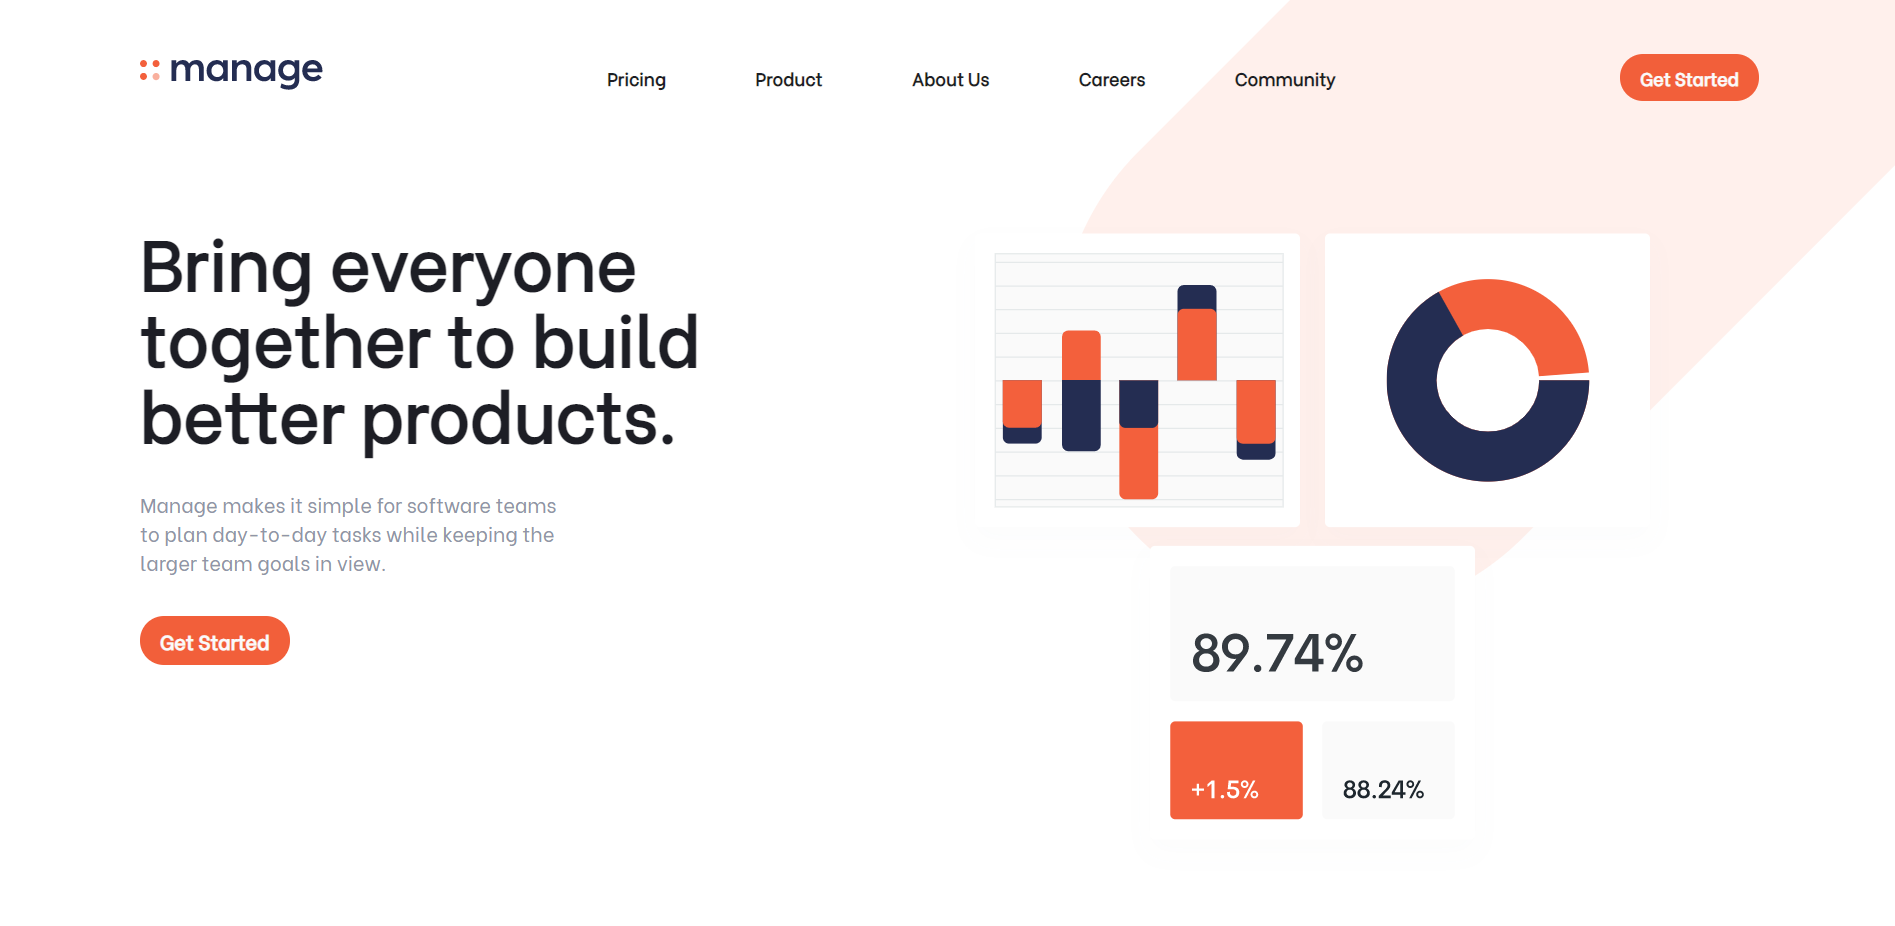 manage
Pricing
Product
About Us
Careers
Community
Get Started
Bring everyone
together to build
better products.
Manage makes it simple for software teams
to plan day-to-day tasks while keeping the
larger team goals in view.
Get Started
89.74%
+1.5%
88.24%